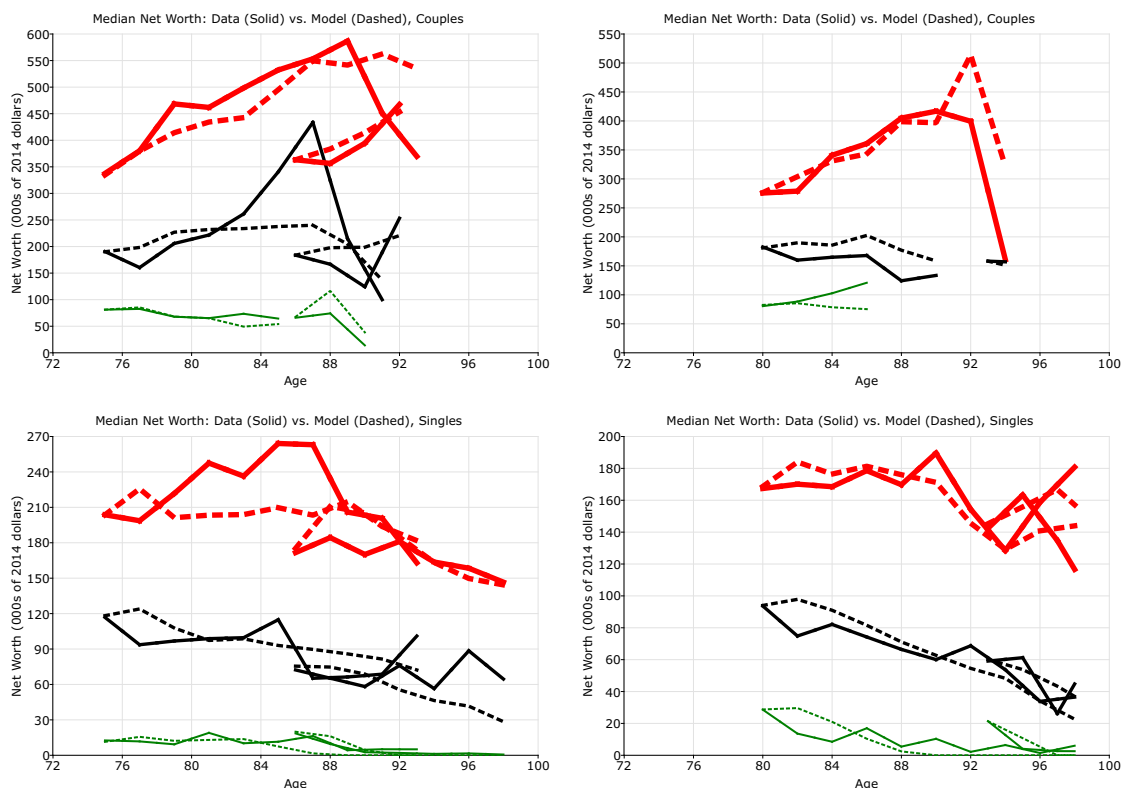 Median Net Worth: Data (Solid) vs. Model (Dashed), Couples
Net Worth (000s of 2014 dollars)
600
550
500
450
400
350
300
250
200
150
100
50
0
72 76 80 84 88 92 96 100
Age
Median Net Worth: Data (Solid) vs. Model (Dashed), Couples
Net Worth (000s of 2014 dollars)
550
500
450
400
350
300
250
200
150
100
50
0
72 76 80 84 88 92 96 100
Age
Median Net Worth: Data (Solid) vs. Model (Dashed), Singles
Net Worth (000s of 2014 dollars)
270
240
210
180
150
120
90
60
30
0
72 76 80 84 88 92 96 100
Age
Median Net Worth: Data (Solid) vs. Model (Dashed), Singles
Net Worth (000s of 2014 dollars)
200
180
160
140
120
100
80
60
40
20
0
72 76 80 84 88 92 96 100
Age